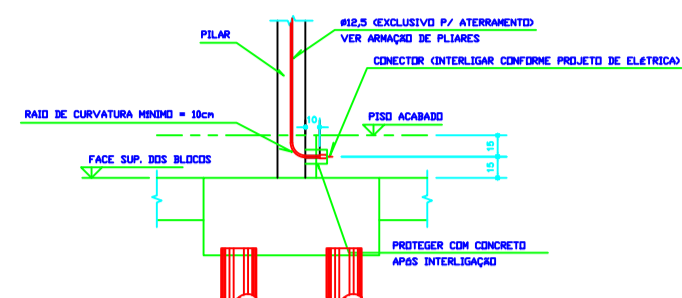 Ø12,5 (EXCLUSIVO P/ ATERRAMENTO)
PILAR
VER ARMAÇÃO DE PLIARES
CONECTOR (INTERLIGAR CONFORME PROJETO DE ELÉTRICA)
RAIO DE CURVATURA MÍNIMO = 10cm
10
PISO ACABADO
15
FACE SUP. DOS BLOCOS
15
PROTEGER COM CONCRETO
APÓS INTERLIGAÇÃO